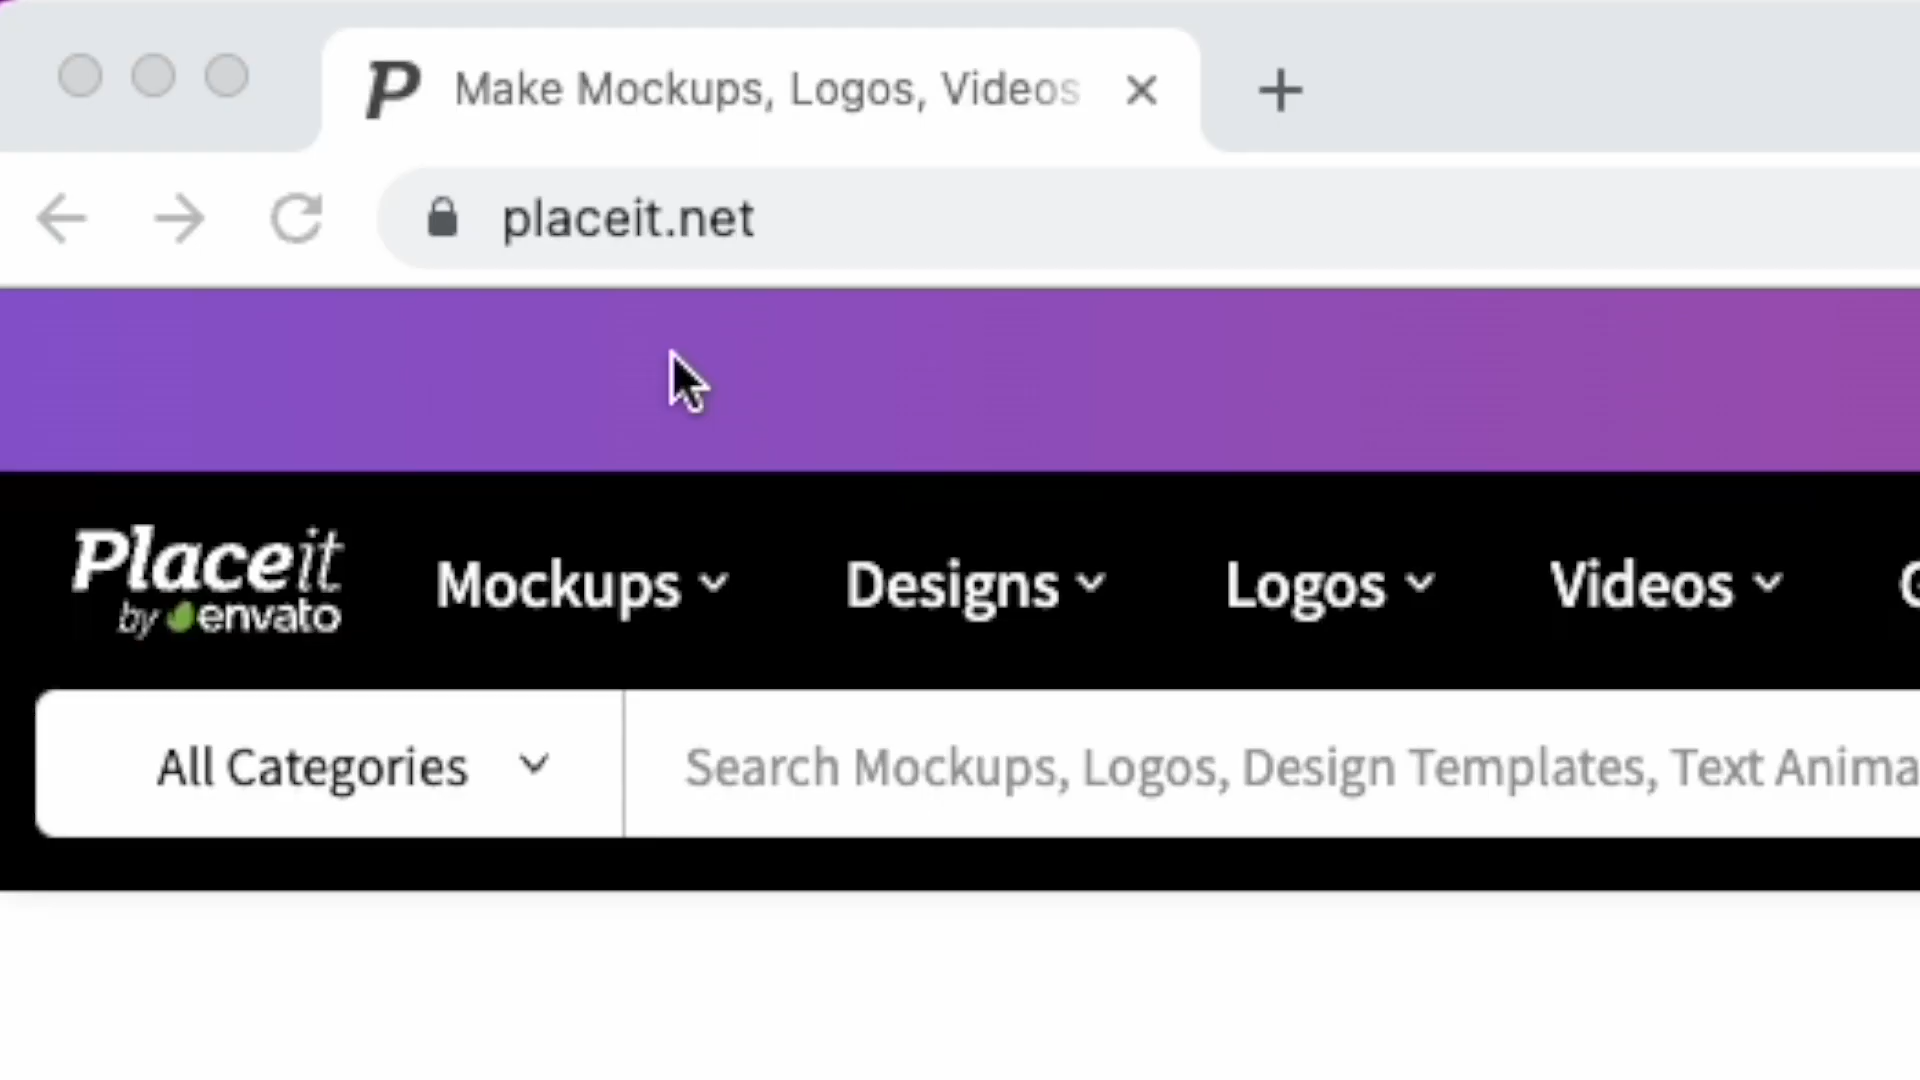 P Make Mockups, Logos, Videos
placeit.net
Placeit
by envato
Mockups
Designs
Logos
Videos
All Categories
Search Mockups, Logos, Design Templates, Text Anima